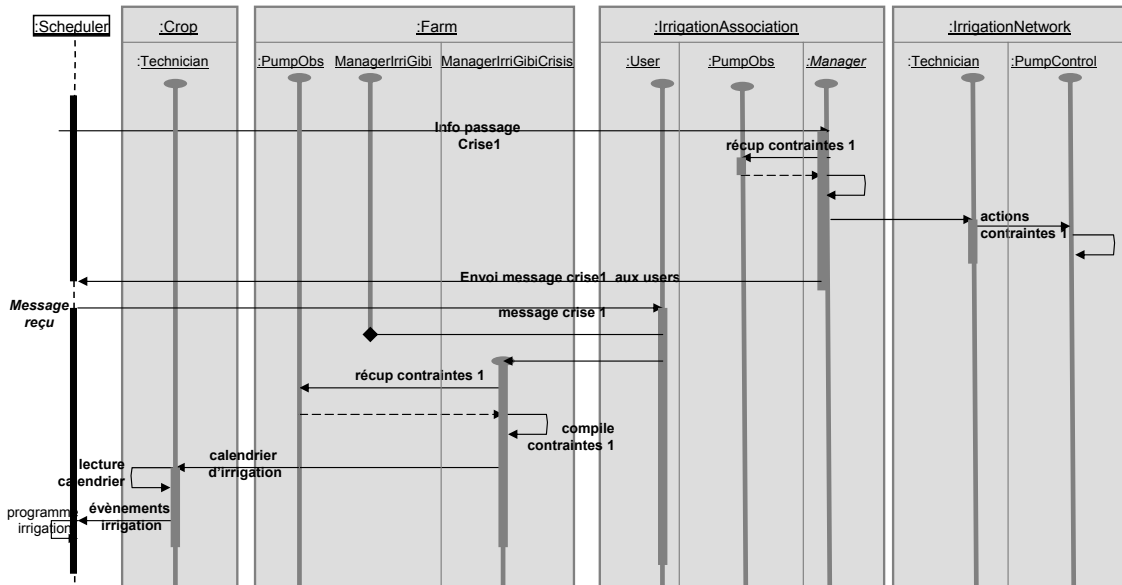 :Scheduler
:Crop
:Farm
:IrrigationAssociation
:IrrigationNetwork
:Technician
:PumpObs
ManagerIrriGibi
ManagerIrriGibiCrisis
:User
:PumpObs
:Manager
:Technician
:PumpControl
Info passage
Crise1
récup contraintes 1
actions
contraintes 1
Envoi message crise1 aux users
Message
reçu
message crise 1
récup contraintes 1
compile
contraintes 1
calendrier
d'irrigation
lecture
calendrier
évènements
irrigation
programme
irrigation